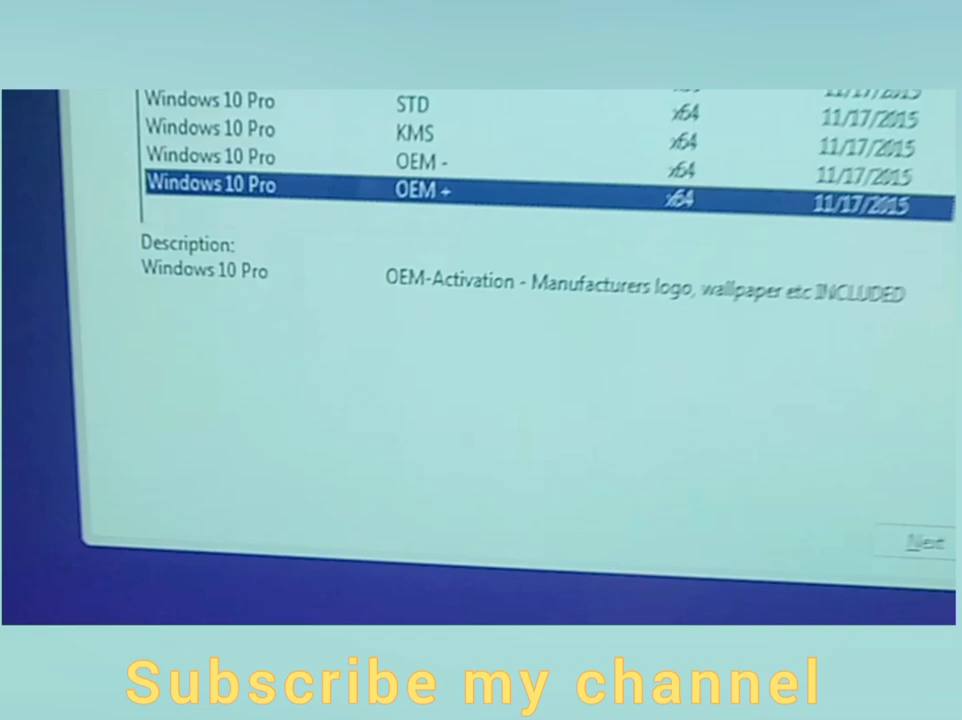 Windows 10 Pro STD x64 11/17/2015
Windows 10 Pro KMS x64 11/17/2015
Windows 10 Pro OEM - x64 11/17/2015
Windows 10 Pro OEM + x64 11/17/2015
Description:
Windows 10 Pro OEM-Activation - Manufacturers logo, wallpaper etc INCLUDED
Next
Subscribe my channel